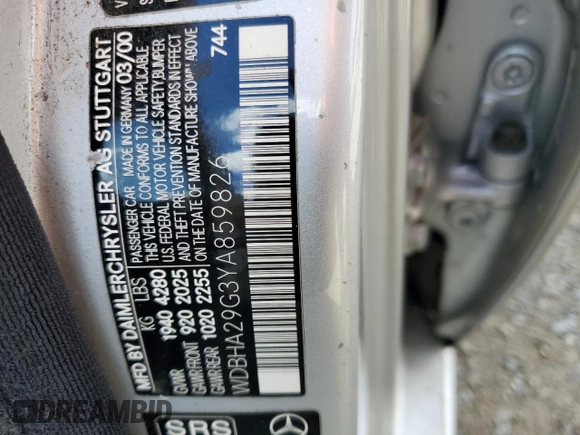 MFD BY DAIMLERCHRYSLER AG STUTTGART
PASSENGER CAR MADE IN GERMANY 03/00
KG LBS THIS VEHICLE CONFORMS TO ALL APPLICABLE
GVWR 1940 4280 U.S. FEDERAL MOTOR VEHICLE SAFETY, BUMPER
GAWR FRONT 920 2025 AND THEFT PREVENTION STANDARDS IN EFFECT
GAWR REAR 1020 2255 ON THE DATE OF MANUFACTURE SHOWN ABOVE
WDBHA29G3YA859826 744
SRS
DREAMBID